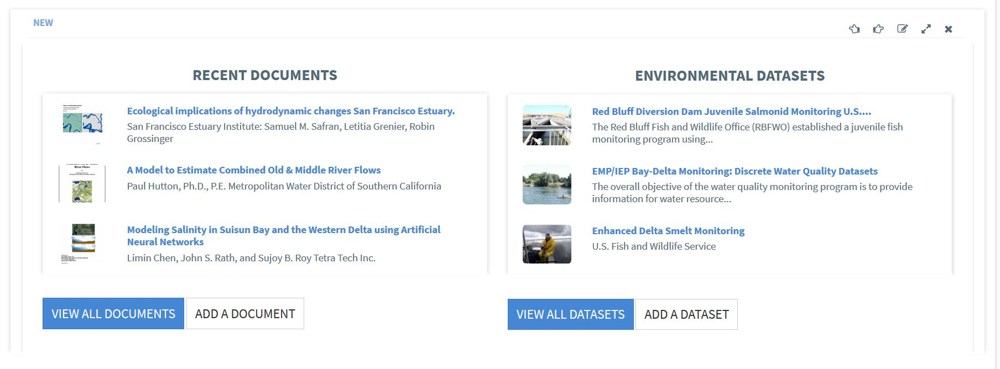 NEW
RECENT DOCUMENTS
Ecological implications of hydrodynamic changes San Francisco Estuary.
San Francisco Estuary Institute: Samuel M. Safran, Letitia Grenier, Robin
Grossinger
River Flows
A Model to Estimate Combined Old & Middle River Flows
Paul Hutton, Ph.D., P.E. Metropolitan Water District of Southern California
Modeling Salinity in Suisun Bay and the Western Delta using Artificial
Neural Networks
Limin Chen, John S. Rath, and Sujoy B. Roy Tetra Tech Inc.
VIEW ALL DOCUMENTS
ADD A DOCUMENT
ENVIRONMENTAL DATASETS
Red Bluff Diversion Dam Juvenile Salmonid Monitoring U.S....
The Red Bluff Fish and Wildlife Office (RBFWO) established a juvenile fish
monitoring program using...
EMP/IEP Bay-Delta Monitoring: Discrete Water Quality Datasets
The overall objective of the water quality monitoring program is to provide
information for water resource...
Enhanced Delta Smelt Monitoring
U.S. Fish and Wildlife Service
VIEW ALL DATASETS
ADD A DATASET